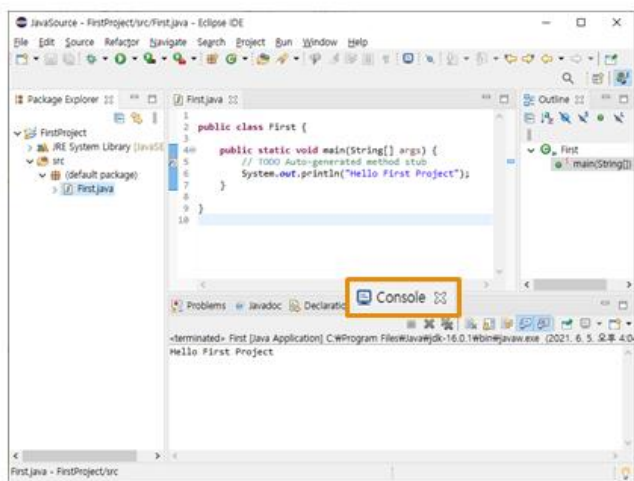 JavaSource - FirstProject/src/First.java - Eclipse IDE
File Edit Source Refactor Navigate Search Project Run Window Help
Package Explorer
FirstProject
JRE System Library [JavaSE
src
(default package)
First.java
First.java
1
2 public class First {
3
4 public static void main(String[] args) {
5 // TODO Auto-generated method stub
6 System.out.println("Hello First Project");
7 }
8
9 }
10
Outline
First
main(String[])
Problems Javadoc Declaratio Console
<terminated> First [Java Application] C:₩Program Files₩Java₩jdk-16.0.1₩bin₩javaw.exe (2021. 6. 5. 오후 4:0
Hello First Project
First.java - FirstProject/src